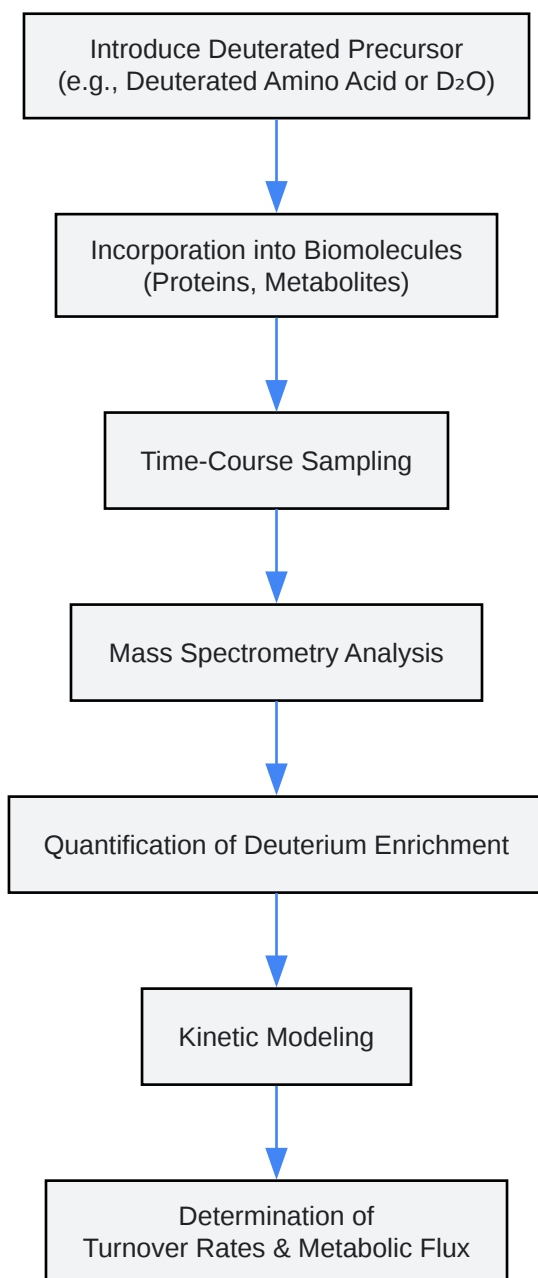 Introduce Deuterated Precursor
(e.g., Deuterated Amino Acid or D₂O)
Incorporation into Biomolecules
(Proteins, Metabolites)
Time-Course Sampling
Mass Spectrometry Analysis
Quantification of Deuterium Enrichment
Kinetic Modeling
Determination of
Turnover Rates & Metabolic Flux